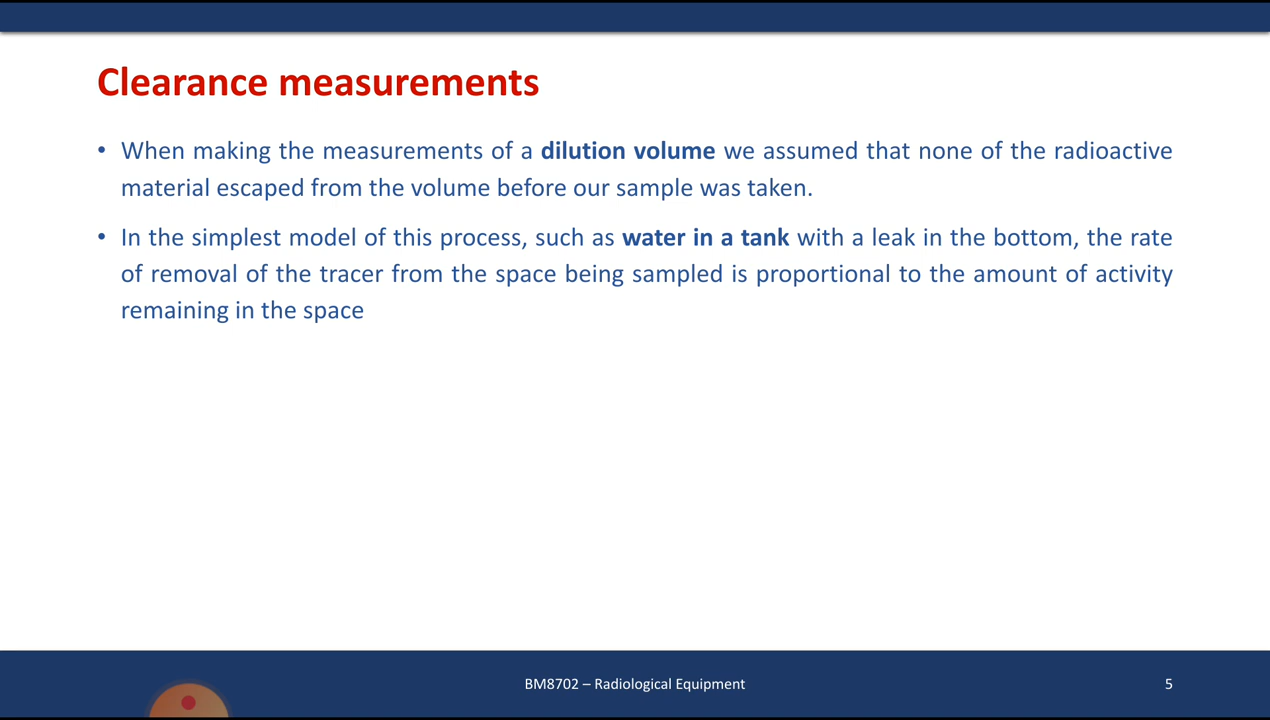 Clearance measurements
• When making the measurements of a dilution volume we assumed that none of the radioactive
material escaped from the volume before our sample was taken.
• In the simplest model of this process, such as water in a tank with a leak in the bottom, the rate
of removal of the tracer from the space being sampled is proportional to the amount of activity
remaining in the space
BM8702 – Radiological Equipment
5